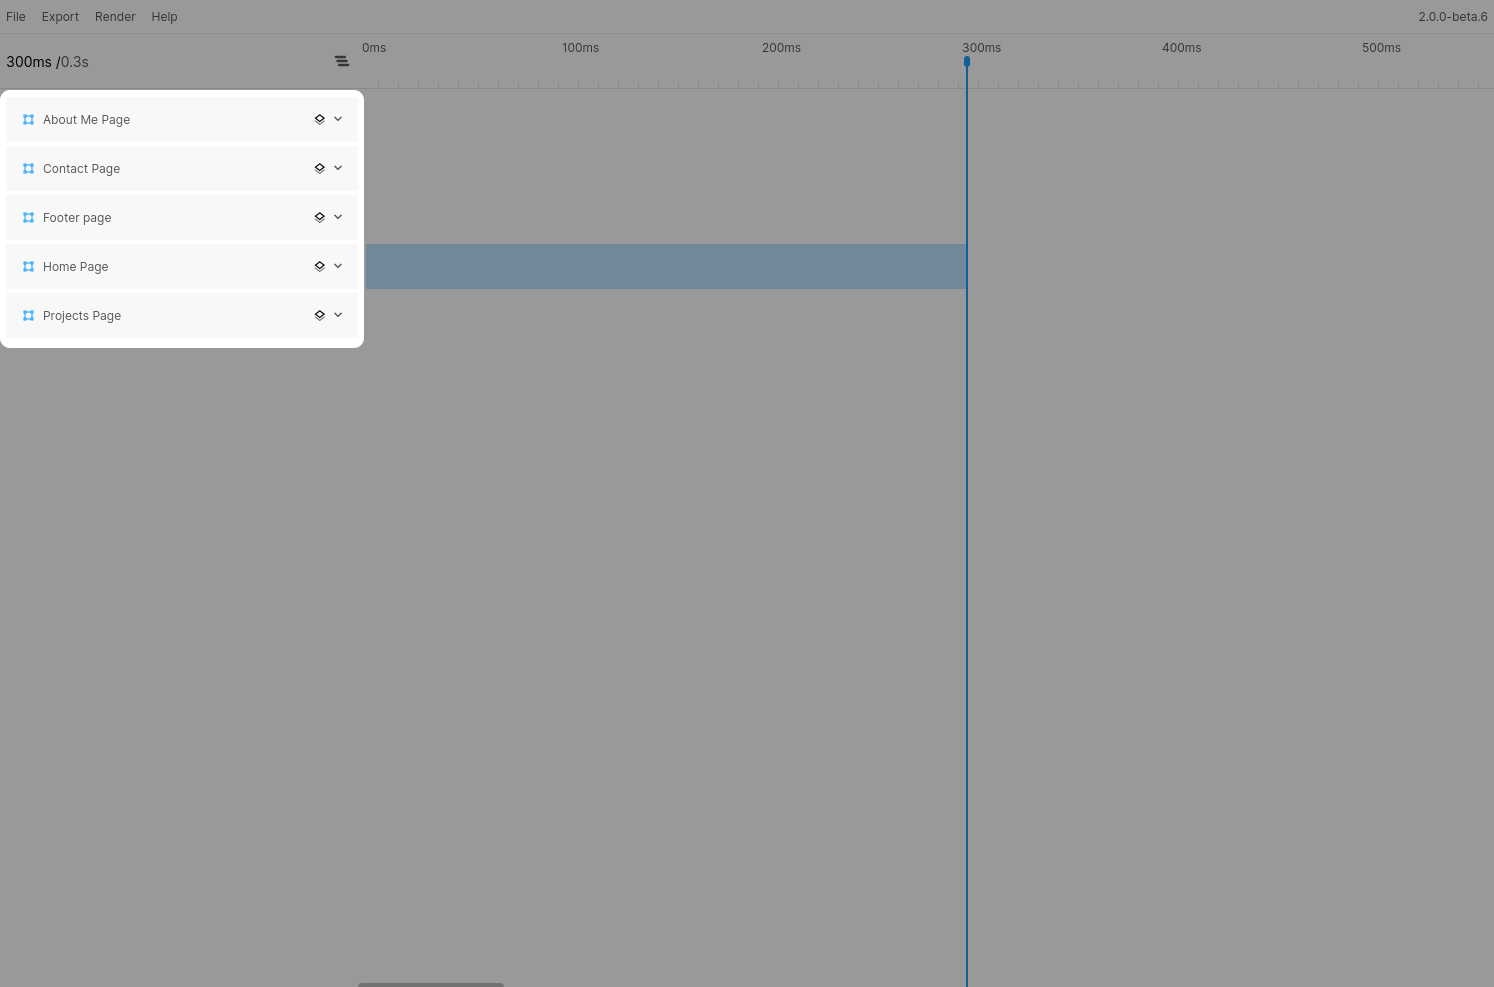 File Export Render Help 2.0.0-beta.6
0ms 100ms 200ms 300ms 400ms 500ms
300ms /0.3s
About Me Page
Contact Page
Footer page
Home Page
Projects Page